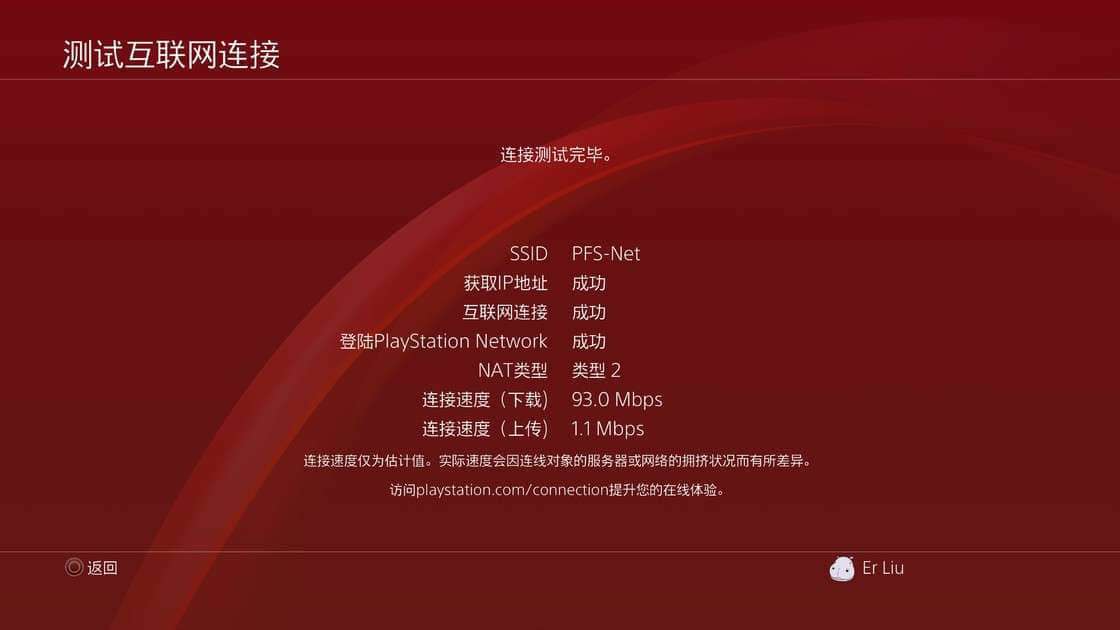 测试互联网连接
连接测试完毕。
SSID PFS-Net
获取IP地址 成功
互联网连接 成功
登陆PlayStation Network 成功
NAT类型 类型 2
连接速度（下载) 93.0 Mbps
连接速度（上传) 1.1 Mbps
连接速度仅为估计值。实际速度会因连线对象的服务器或网络的拥挤状况而有所差异。
访问playstation.com/connection提升您的在线体验。
返回 Er Liu